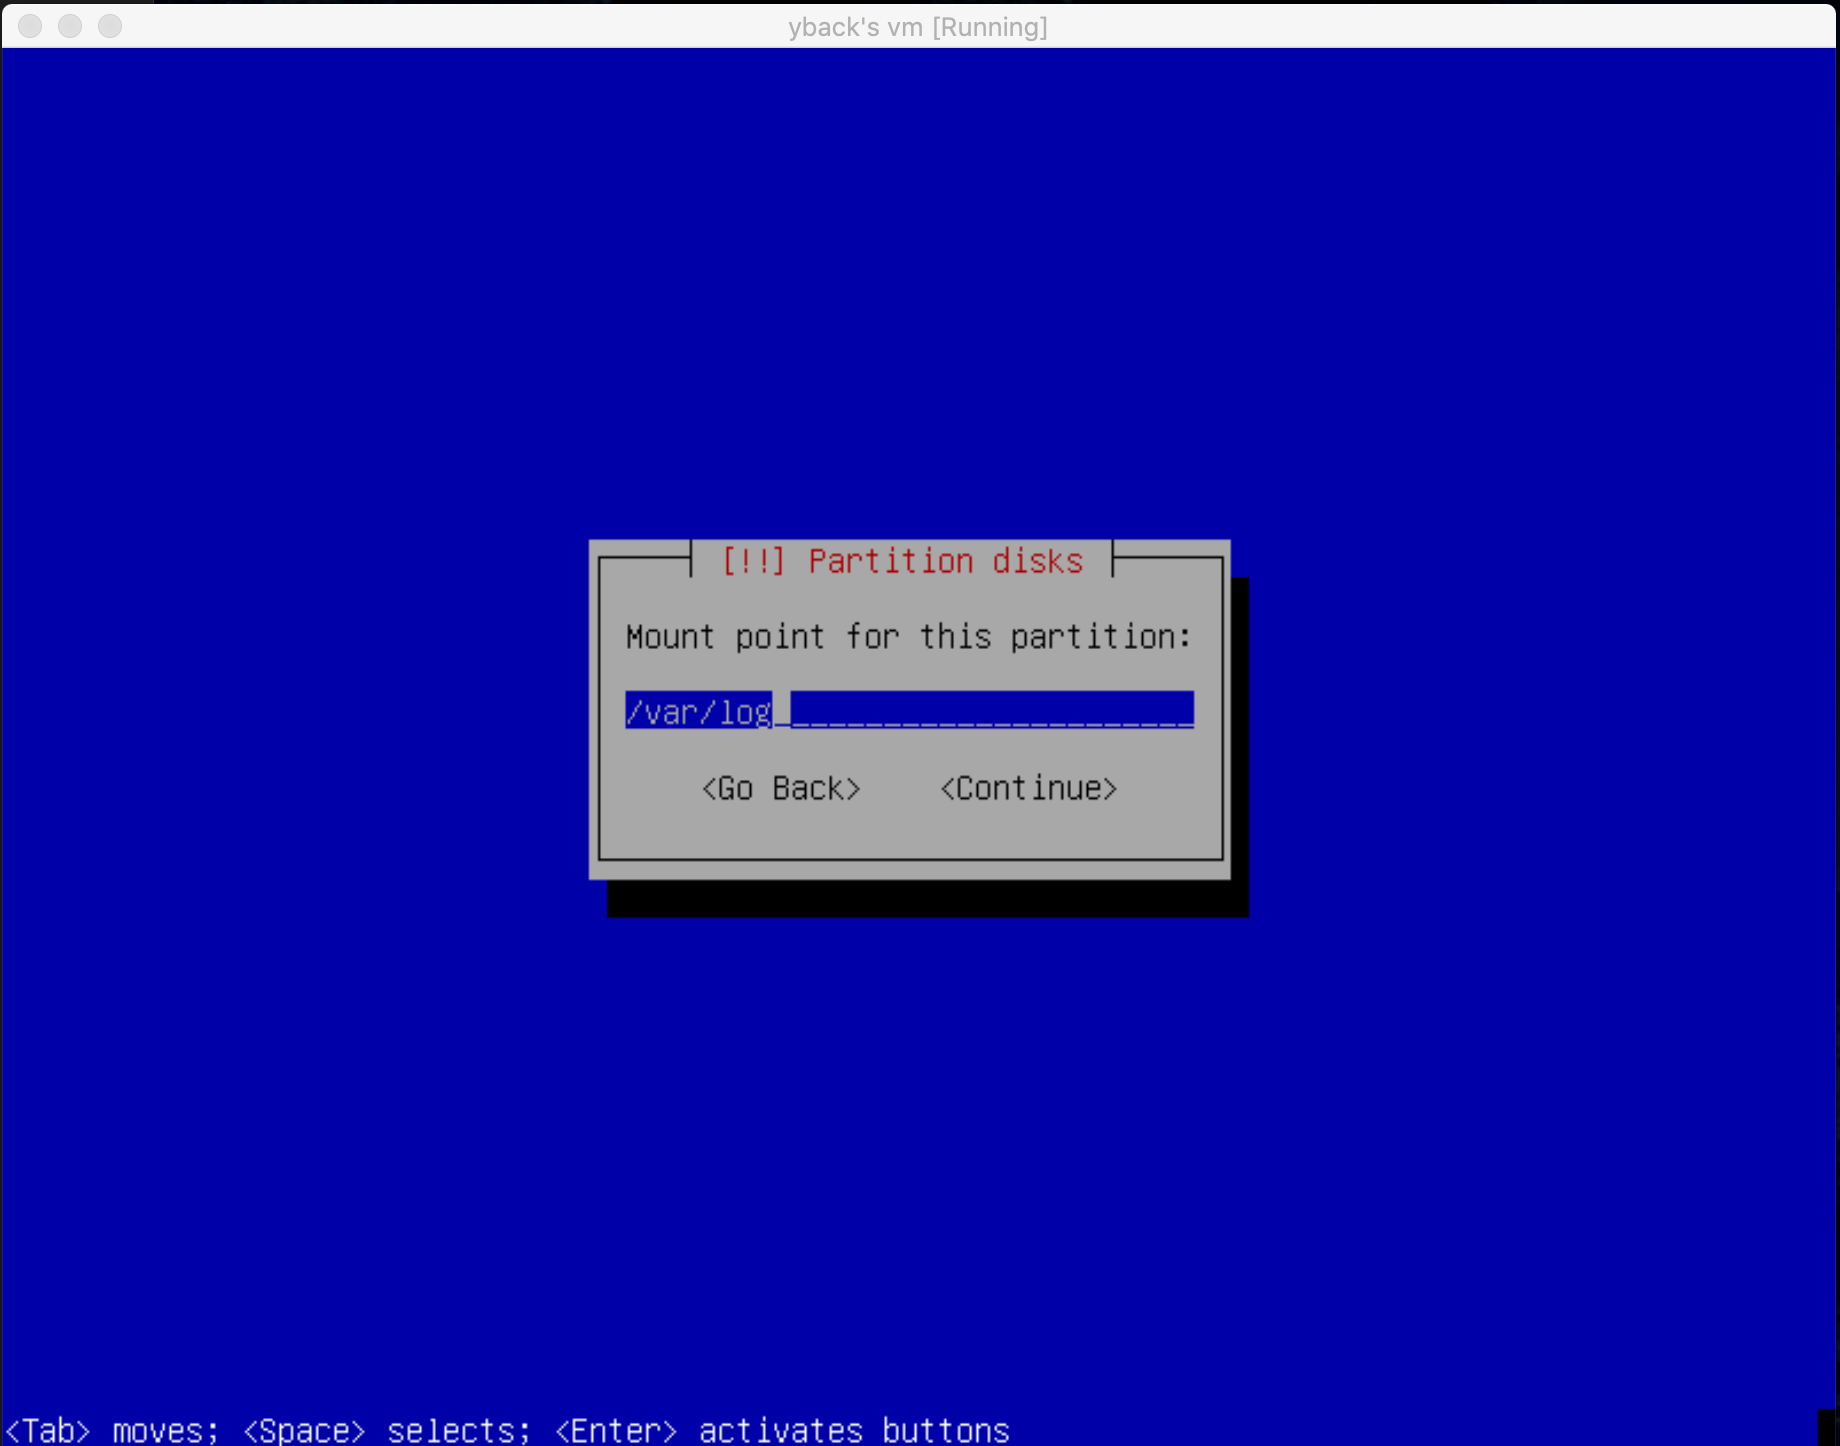 yback's vm [Running]
[!!] Partition disks
Mount point for this partition:
/var/log
<Go Back> <Continue>
<Tab> moves; <Space> selects; <Enter> activates buttons